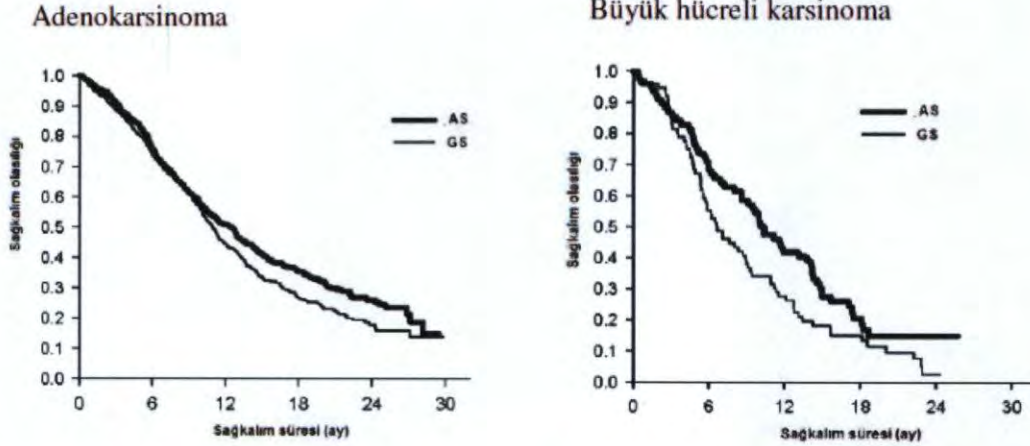 Adenokarsinoma
1.0
0.9
0.8
0.7
0.6
0.5
0.4
0.3
0.2
0.1
0.0
Sağkalım olasılığı
AS
GS
0 6 12 18 24 30
Sağkalım süresi (ay)
Büyük hücreli karsinoma
1.0
0.9
0.8
0.7
0.6
0.5
0.4
0.3
0.2
0.1
0.0
Sağkalım olasılığı
AS
GS
0 6 12 18 24 30
Sağkalım süresi (ay)